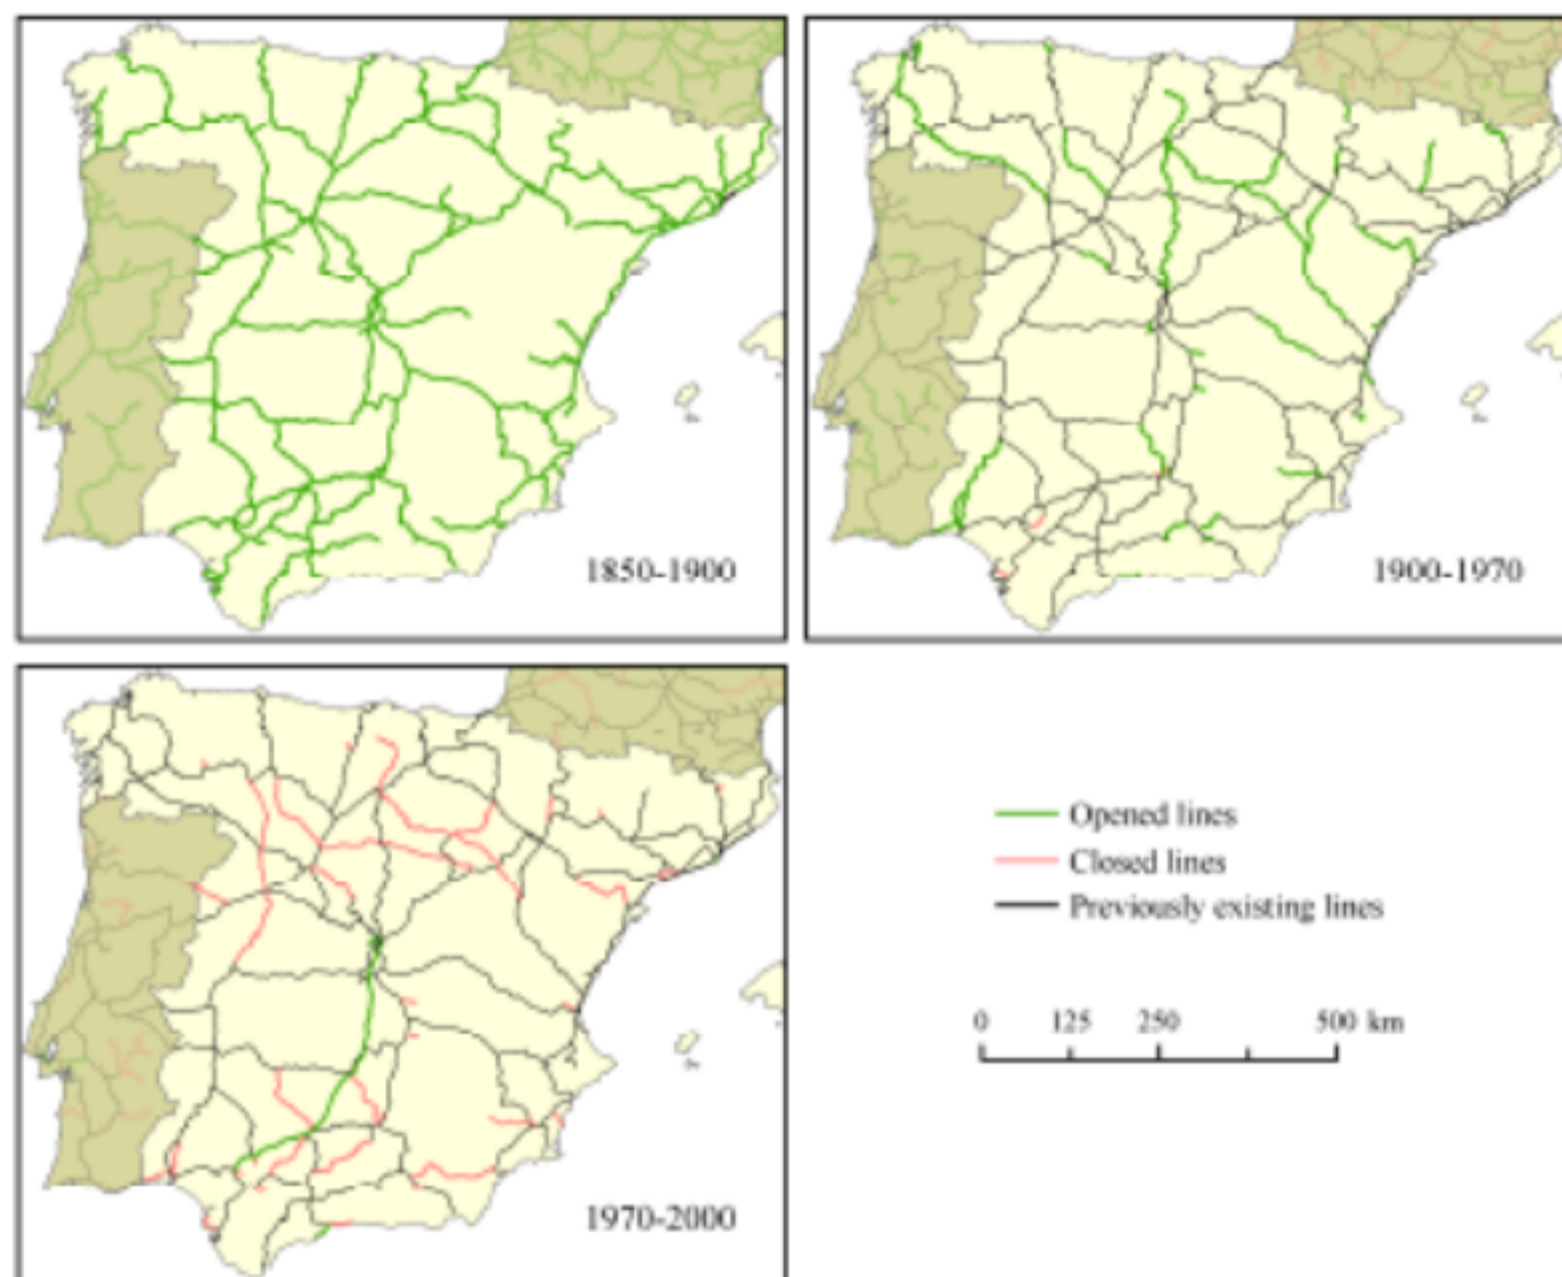 1850-1900
1900-1970
1970-2000
Opened lines
Closed lines
Previously existing lines
0 125 250 500 km